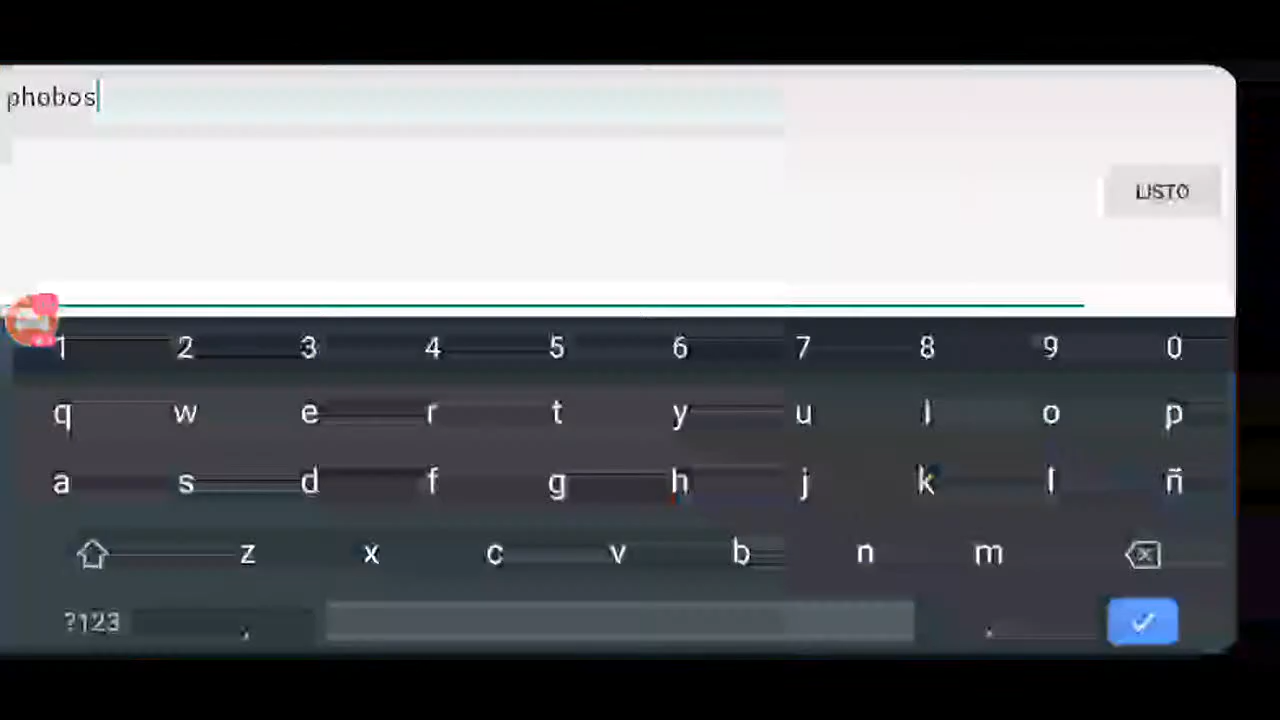 phobos
LISTO
1 2 3 4 5 6 7 8 9 0
q w e r t y u i o p
a s d f g h j k l ñ
z x c v b n m
?123 , .